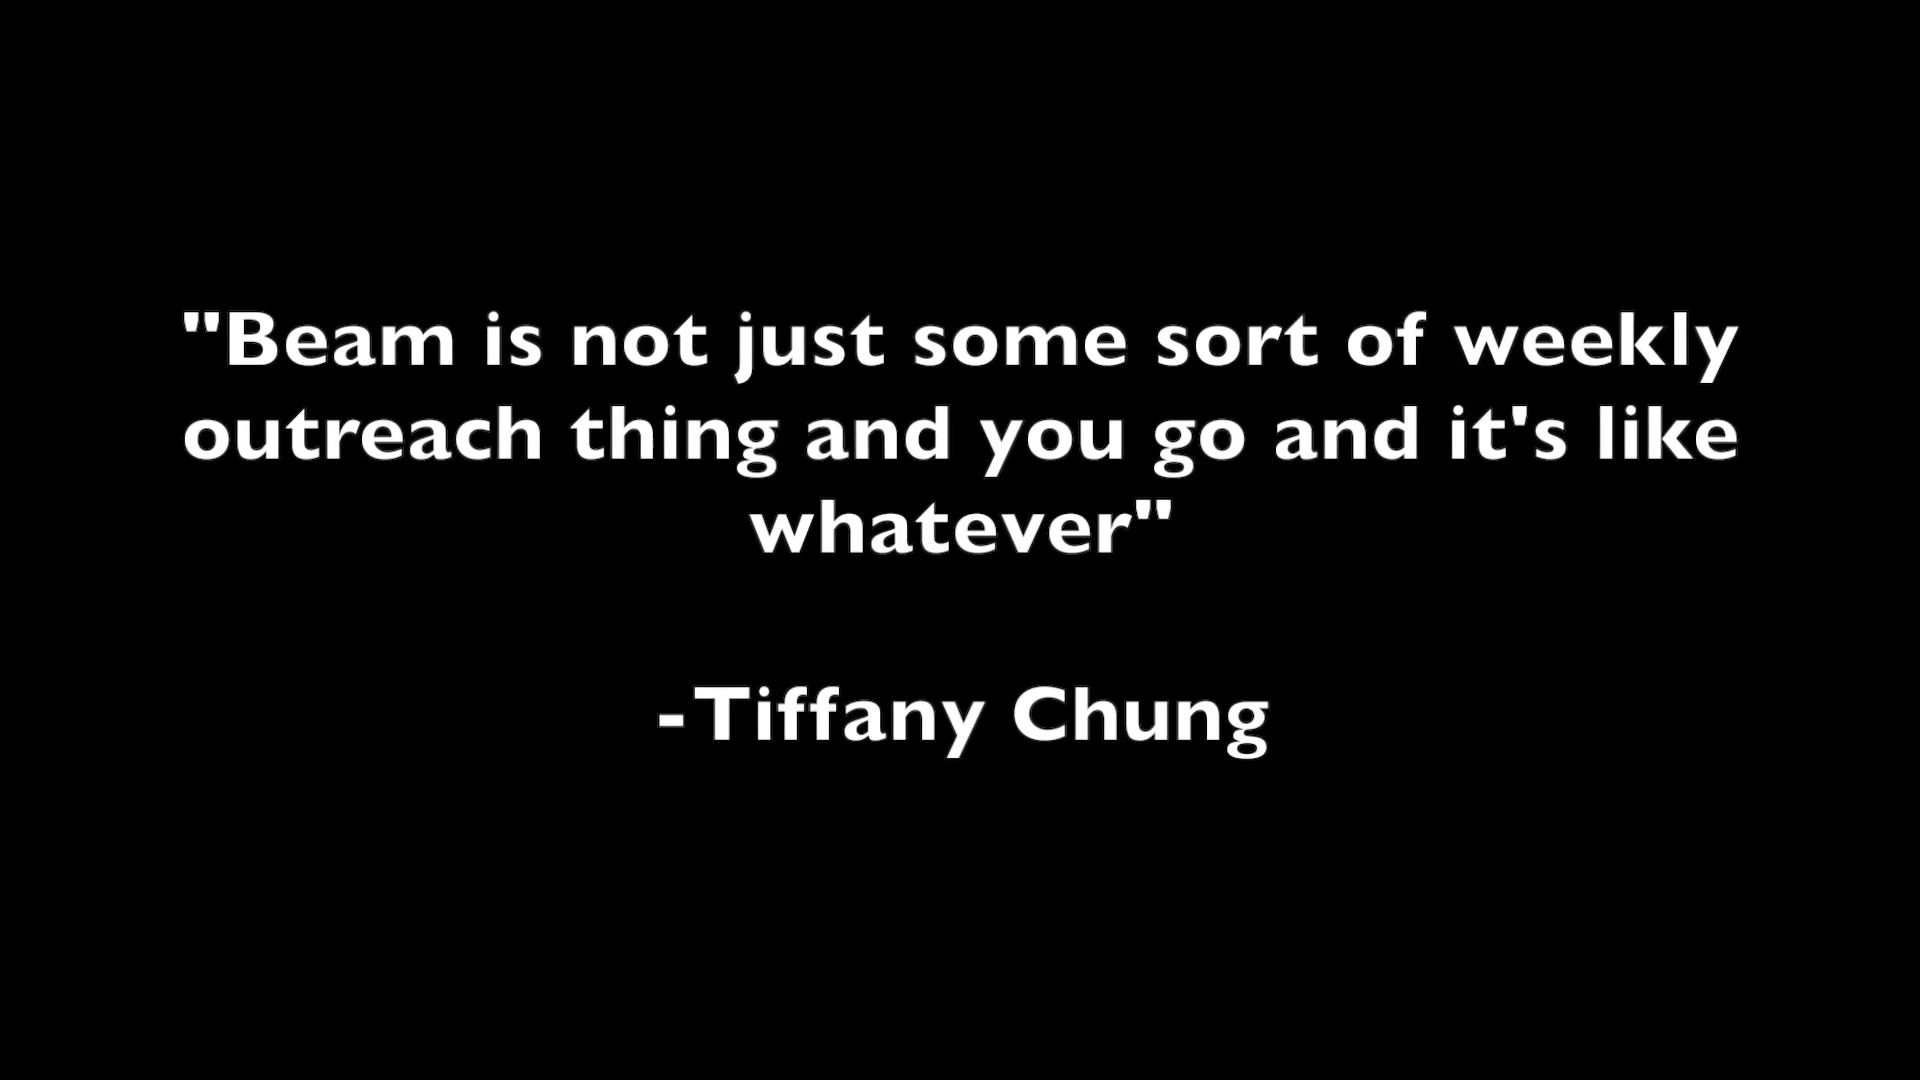 "Beam is not just some sort of weekly
outreach thing and you go and it's like
whatever"
-Tiffany Chung